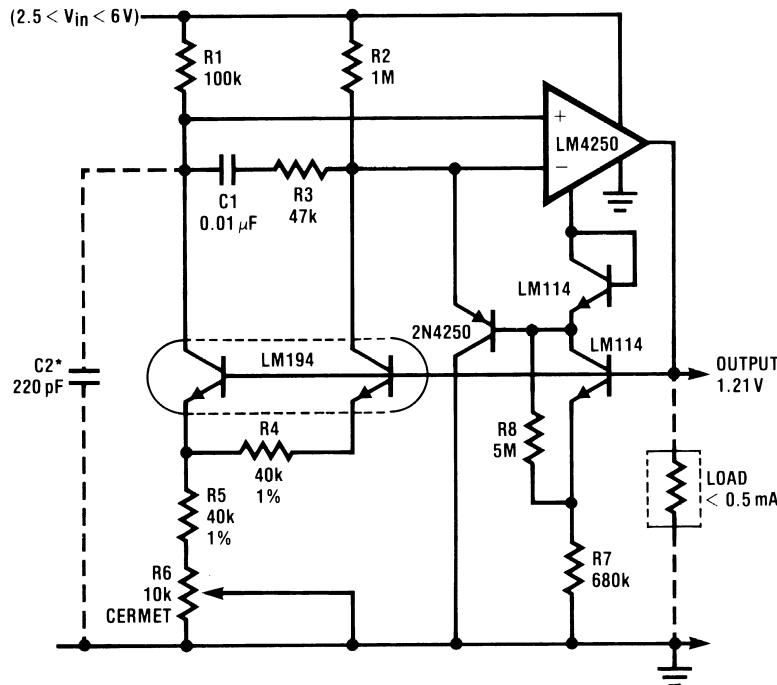 (2.5 < Vin < 6V)
R1
100k
R2
1M
+
LM4250
−
C1
0.01 μF
R3
47k
LM114
2N4250
LM114
LM194
C2*
220 pF
OUTPUT
1.21V
R4
40k
1%
R8
5M
LOAD
< 0.5 mA
R5
40k
1%
R6
10k
CERMET
R7
680k